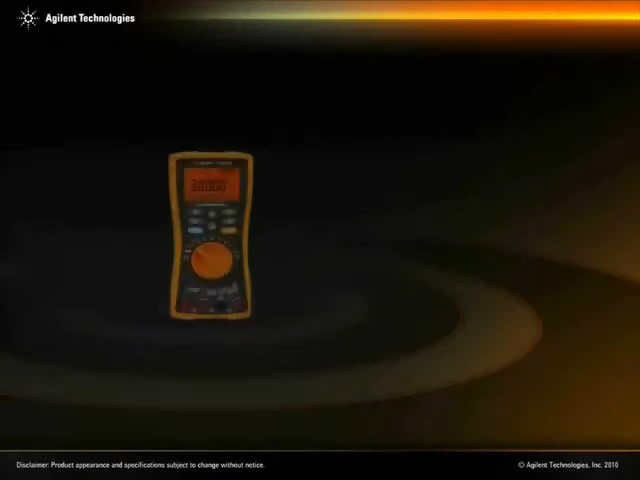 Agilent Technologies
Disclaimer: Product appearance and specifications subject to change without notice.
© Agilent Technologies, Inc. 2010